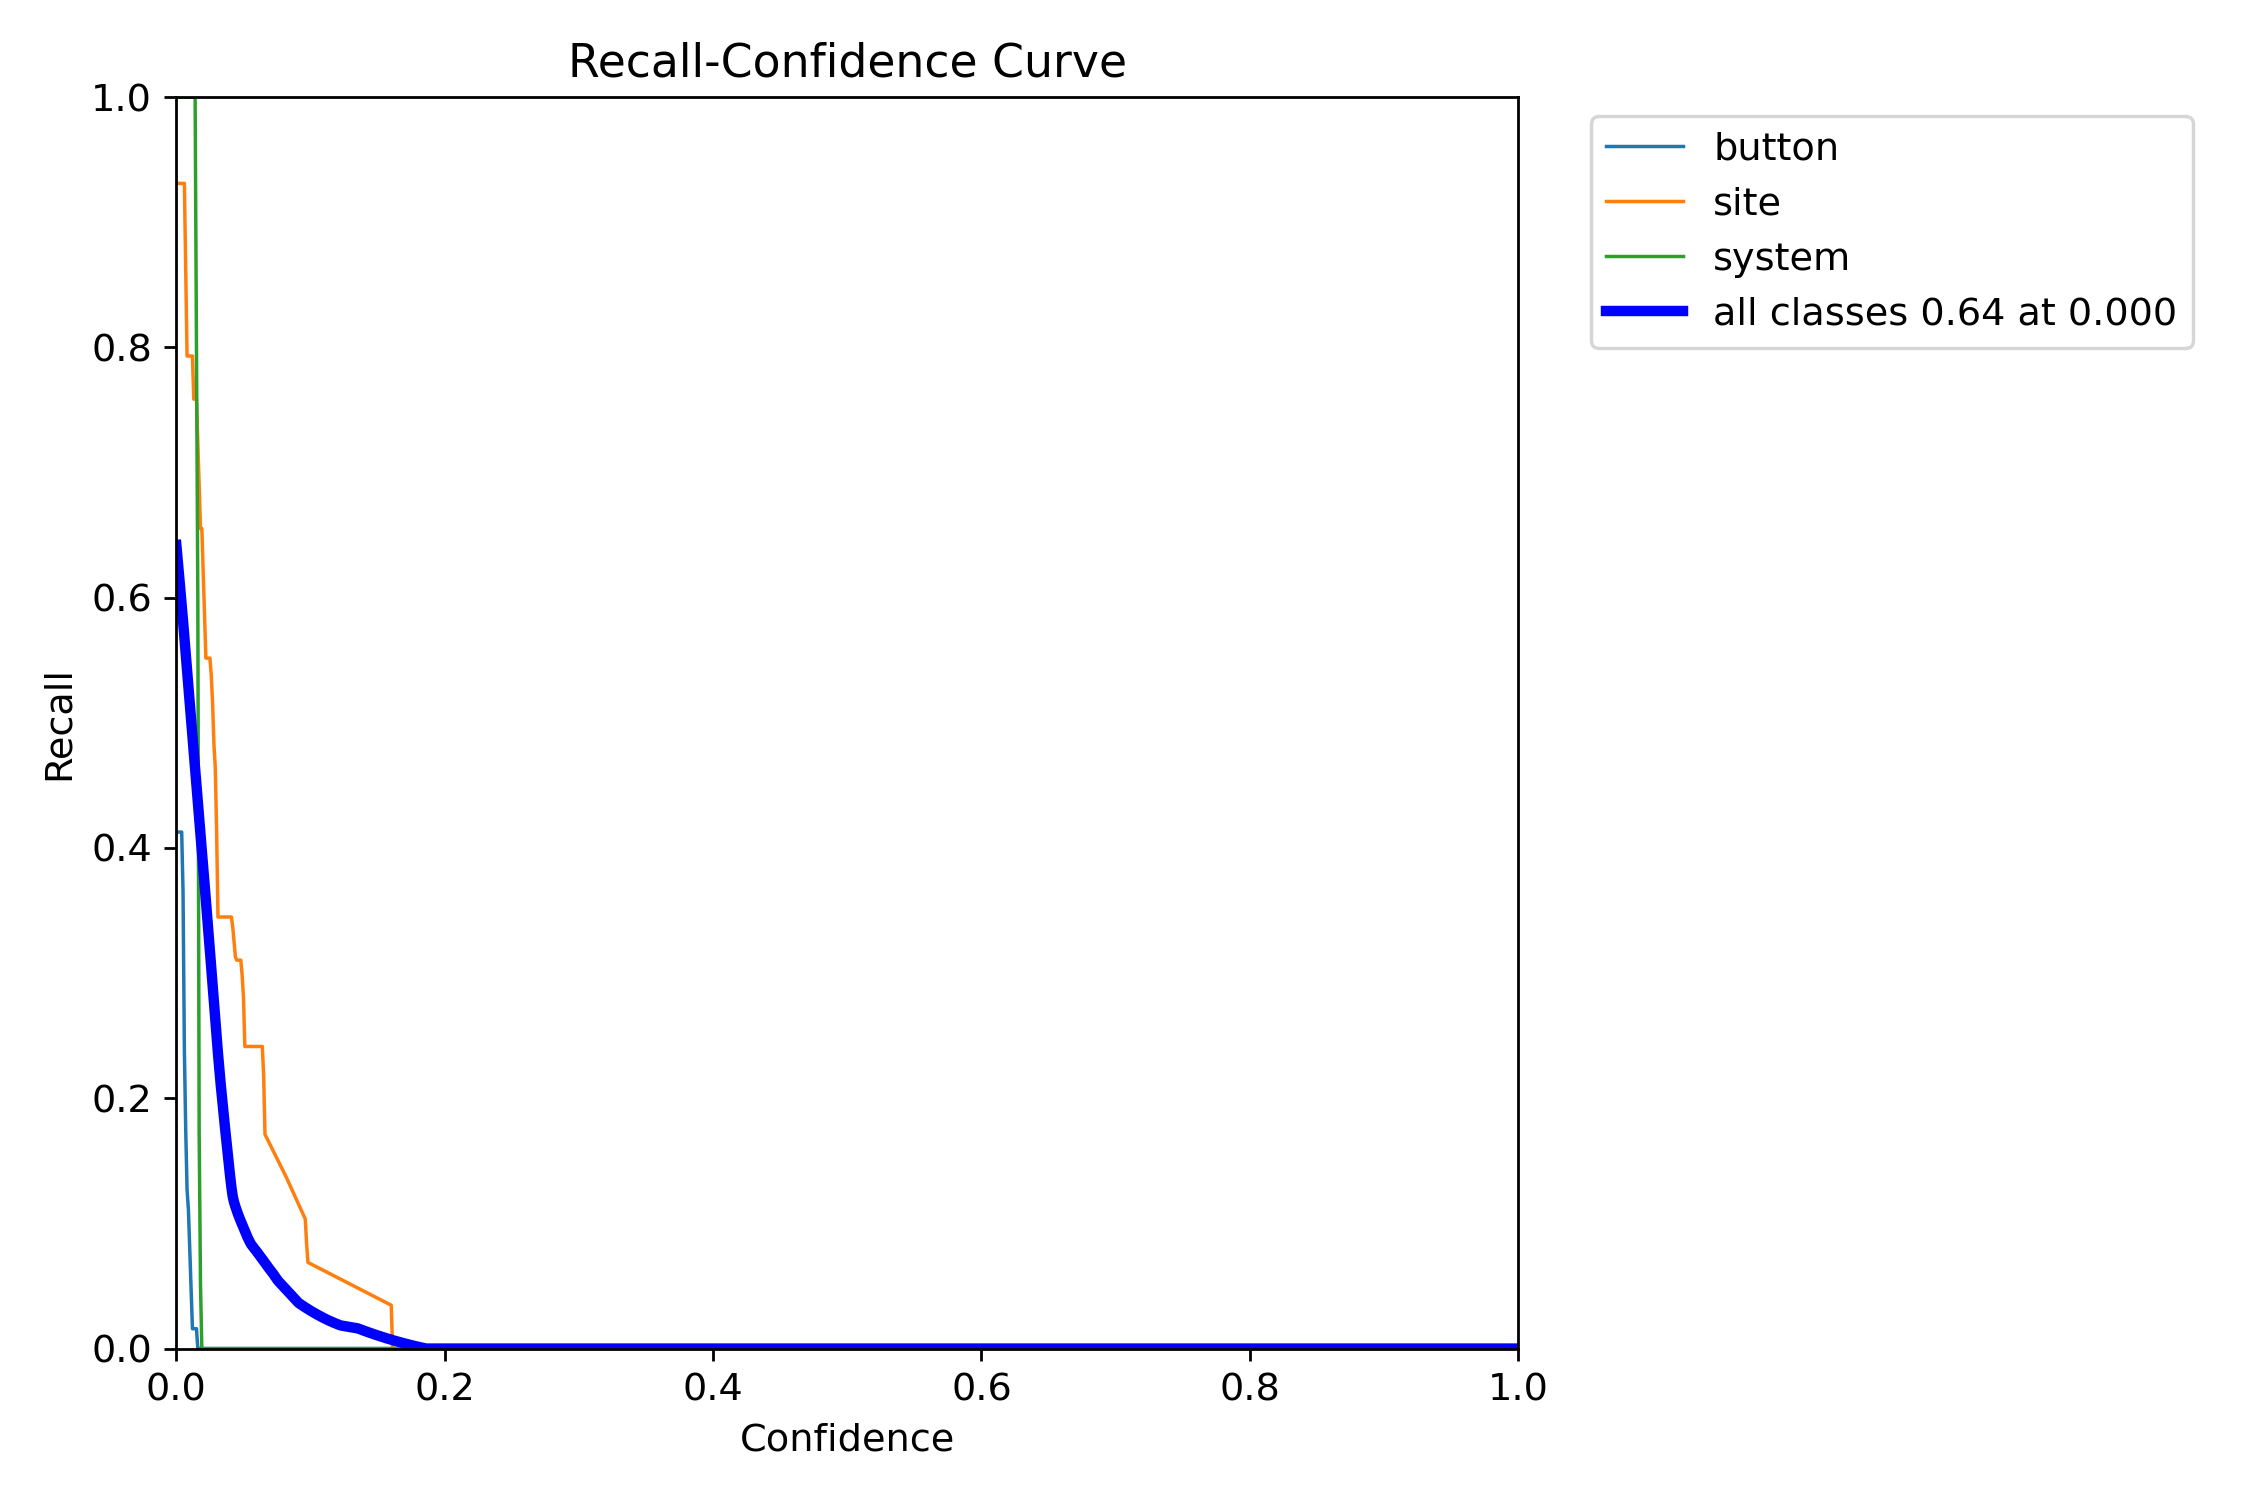 Recall-Confidence Curve
1.0
0.8
0.6
0.4
0.2
0.0
Recall
0.0 0.2 0.4 0.6 0.8 1.0
Confidence
button
site
system
all classes 0.64 at 0.000